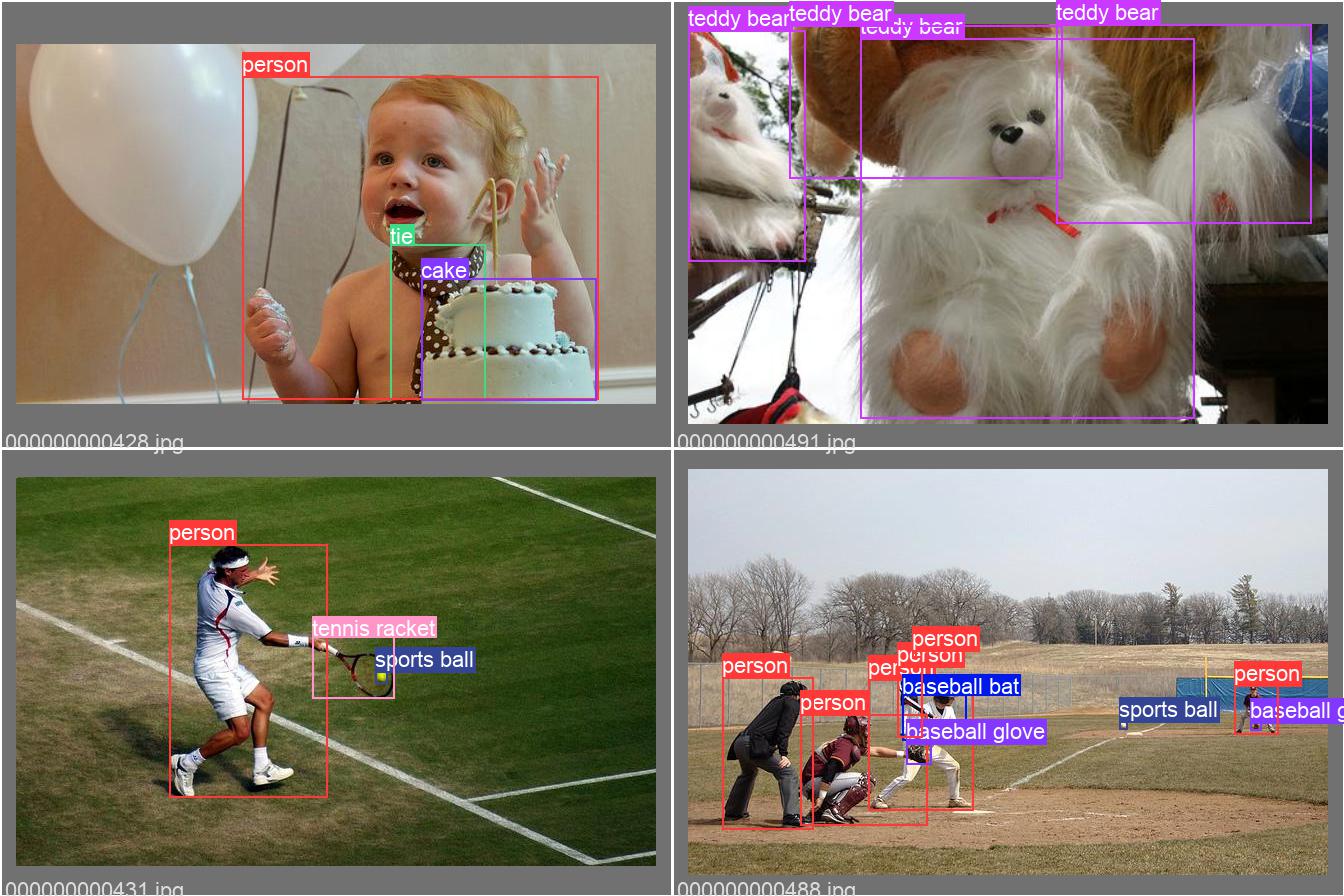 person
tie
cake
000000000428.jpg
teddy bear
teddy bear
teddy bear
teddy bear
000000000491.jpg
person
tennis racket
sports ball
000000000431.jpg
person
person
person
person
person
baseball bat
baseball glove
sports ball
person
baseball g
000000000488.jpg